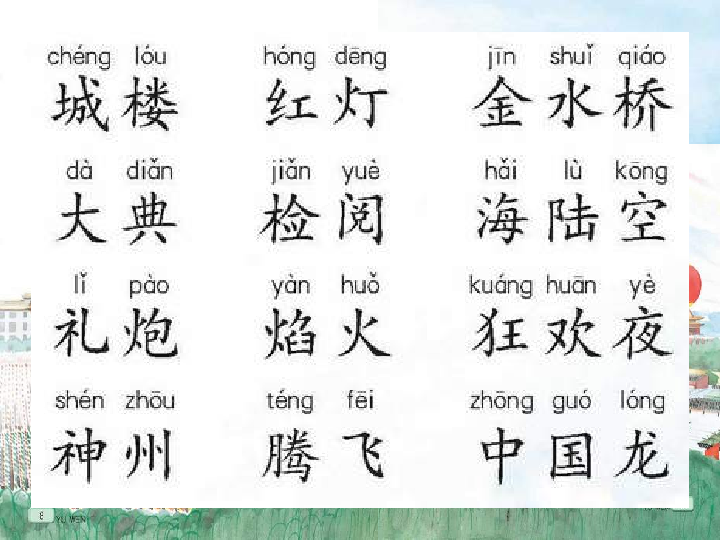 chéng lóu hóng dēng jīn shuǐ qiáo
城楼 红灯 金水桥
dà diǎn jiǎn yuè hǎi lù kōng
大典 检阅 海陆空
lǐ pào yàn huǒ kuáng huān yè
礼炮 焰火 狂欢夜
shén zhōu téng fēi zhōng guó lóng
神州 腾飞 中国龙
8 YU WEN